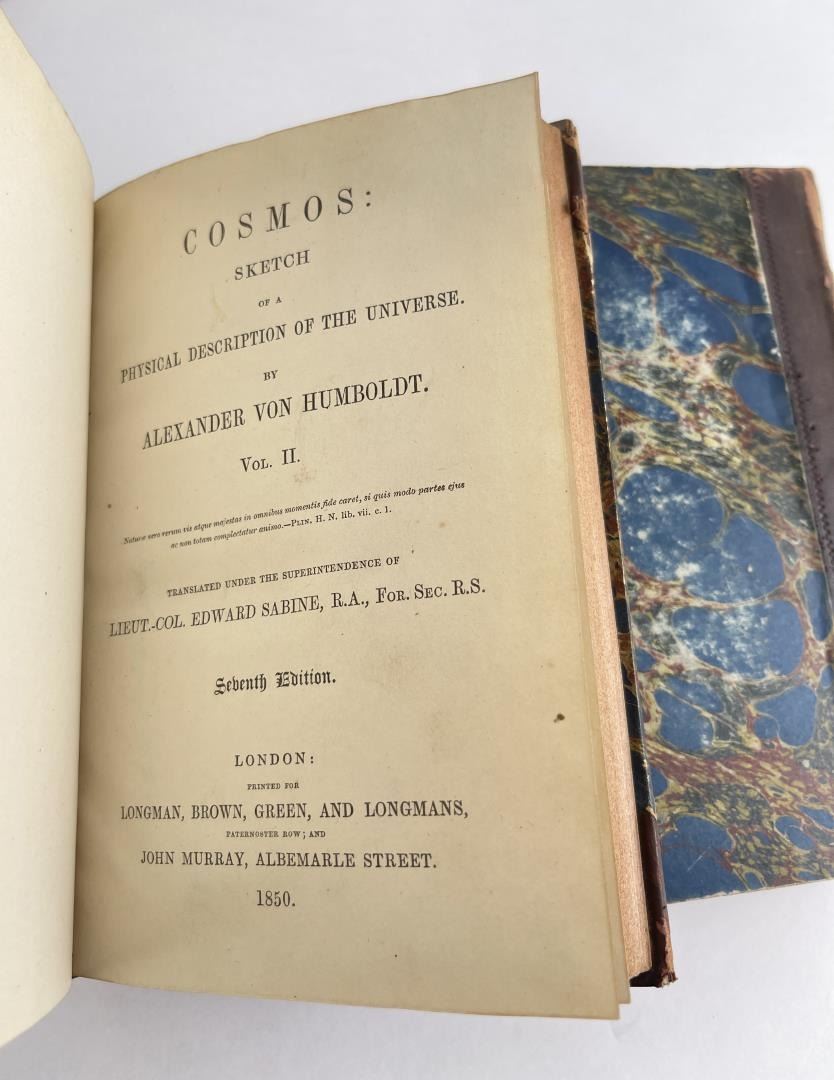 COSMOS:
SKETCH
OF A
PHYSICAL DESCRIPTION OF THE UNIVERSE.
BY
ALEXANDER VON HUMBOLDT.
VOL. II.
Naturæ vero rerum vis atque majestas in omnibus momentis fide caret, si quis modo partes ejus
ac non totam complectatur animo.—PLIN. H. N. lib. vii. c. 1.
TRANSLATED UNDER THE SUPERINTENDENCE OF
LIEUT.-COL. EDWARD SABINE, R.A., FOR. SEC. R.S.
Seventh Edition.
LONDON:
PRINTED FOR
LONGMAN, BROWN, GREEN, AND LONGMANS,
PATERNOSTER ROW; AND
JOHN MURRAY, ALBEMARLE STREET.
1850.